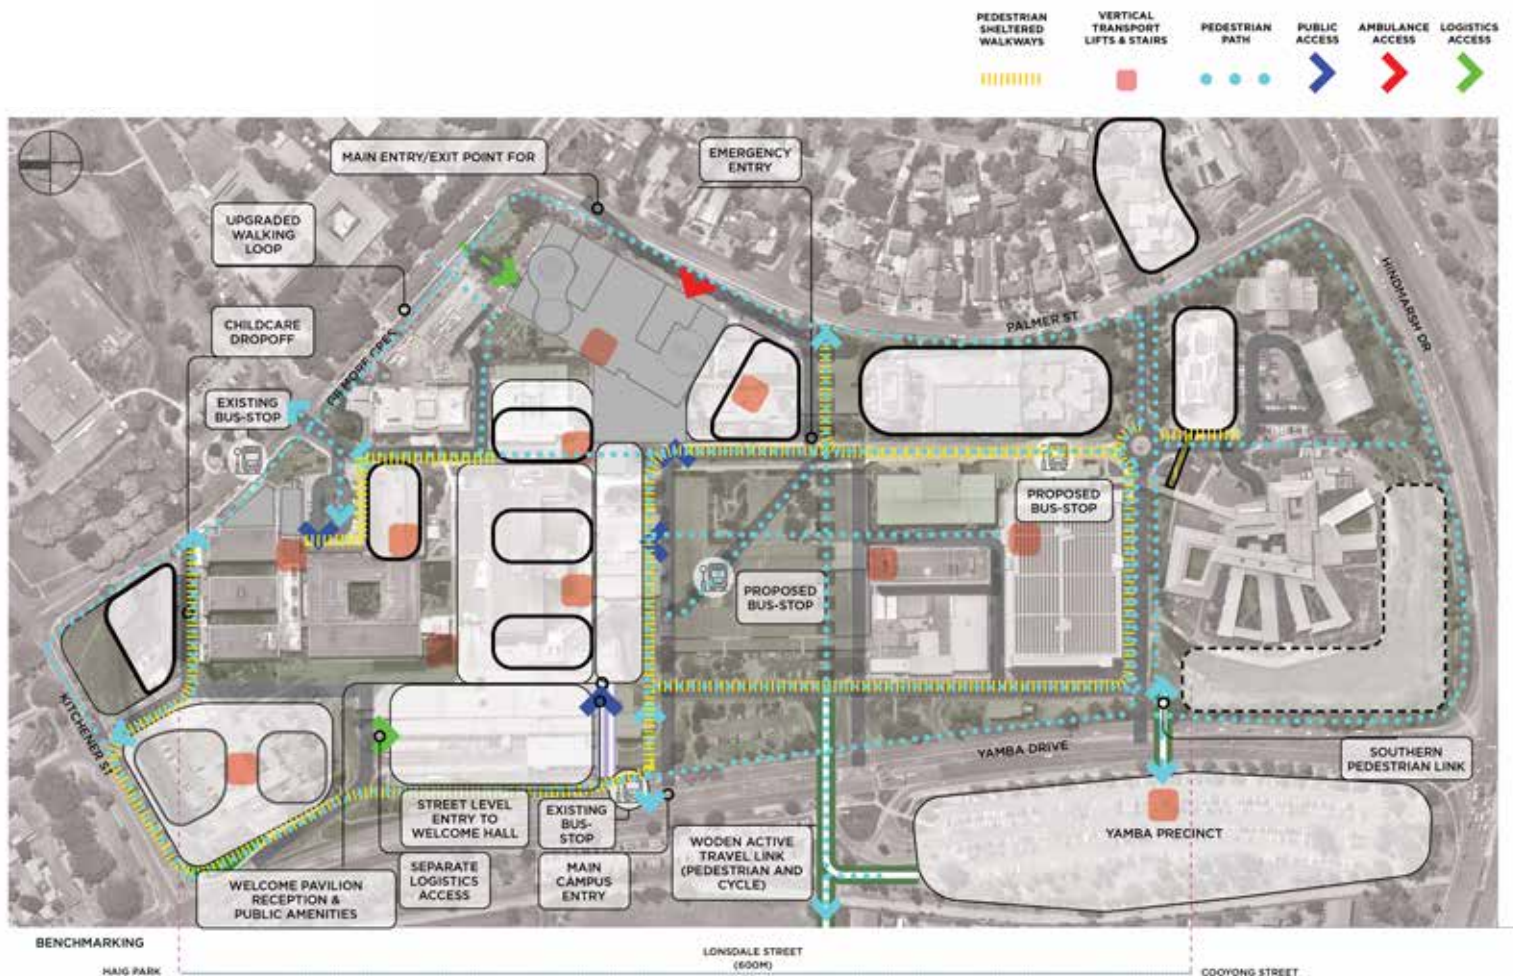 PEDESTRIAN
SHELTERED
WALKWAYS
VERTICAL
TRANSPORT
LIFTS & STAIRS
PEDESTRIAN
PATH
PUBLIC
ACCESS
AMBULANCE
ACCESS
LOGISTICS
ACCESS
MAIN ENTRY/EXIT POINT FOR
EMERGENCY
ENTRY
UPGRADED
WALKING
LOOP
CHILDCARE
DROPOFF
EXISTING
BUS-STOP
PALMER ST
HINDMARSH DR
PROPOSED
BUS-STOP
PROPOSED
BUS-STOP
KITCHENER ST
YAMBA DRIVE
SOUTHERN
PEDESTRIAN LINK
STREET LEVEL
ENTRY TO
WELCOME HALL
EXISTING
BUS-
STOP
WODEN ACTIVE
TRAVEL LINK
(PEDESTRIAN AND
CYCLE)
YAMBA PRECINCT
WELCOME PAVILION
RECEPTION &
PUBLIC AMENITIES
SEPARATE
LOGISTICS
ACCESS
MAIN
CAMPUS
ENTRY
BENCHMARKING
HAIG PARK
LONSDALE STREET
(600M)
COOYONG STREET